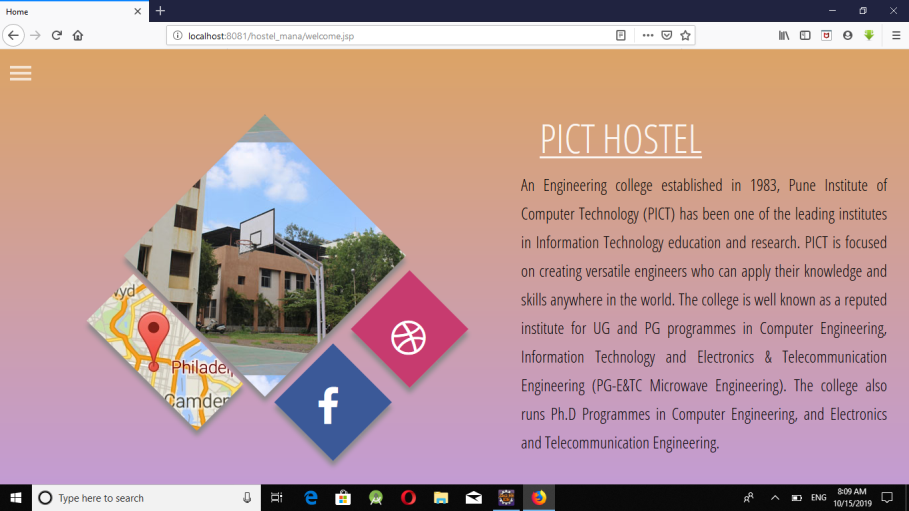 Home
localhost:8081/hostel_mana/welcome.jsp
PICT HOSTEL
An Engineering college established in 1983, Pune Institute of
Computer Technology (PICT) has been one of the leading institutes
in Information Technology education and research. PICT is focused
on creating versatile engineers who can apply their knowledge and
skills anywhere in the world. The college is well known as a reputed
institute for UG and PG programmes in Computer Engineering,
Information Technology and Electronics & Telecommunication
Engineering (PG-E&TC Microwave Engineering). The college also
runs Ph.D Programmes in Computer Engineering, and Electronics
and Telecommunication Engineering.
yd
Philadel
Camden
f
Type here to search
ENG
8:09 AM
10/15/2019